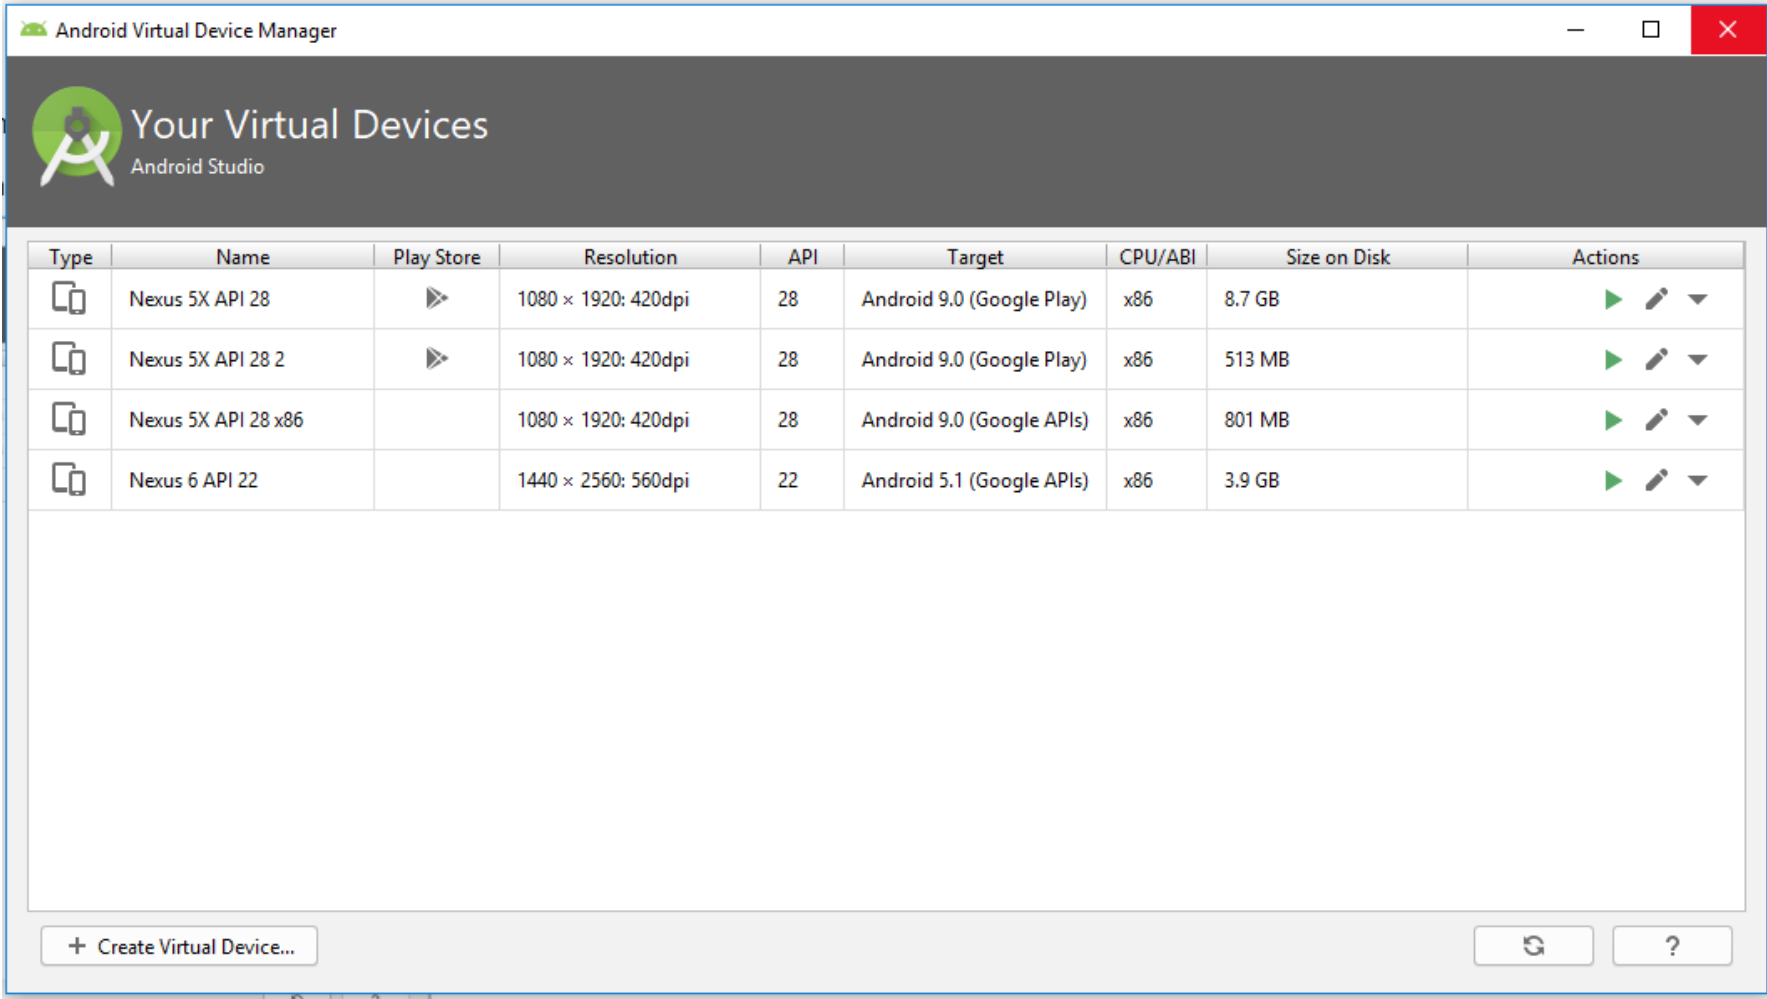 Android Virtual Device Manager
Your Virtual Devices
Android Studio
Type Name Play Store Resolution API Target CPU/ABI Size on Disk Actions
Nexus 5X API 28 1080 × 1920: 420dpi 28 Android 9.0 (Google Play) x86 8.7 GB
Nexus 5X API 28 2 1080 × 1920: 420dpi 28 Android 9.0 (Google Play) x86 513 MB
Nexus 5X API 28 x86 1080 × 1920: 420dpi 28 Android 9.0 (Google APIs) x86 801 MB
Nexus 6 API 22 1440 × 2560: 560dpi 22 Android 5.1 (Google APIs) x86 3.9 GB
+ Create Virtual Device... ?